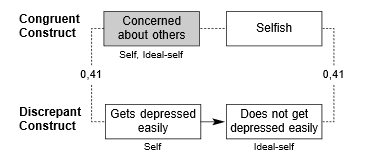 Congruent
Construct
Concerned
about others
Selfish
Self, Ideal-self
0,41
0,41
Discrepant
Construct
Gets depressed
easily
Does not get
depressed easily
Self
Ideal-self